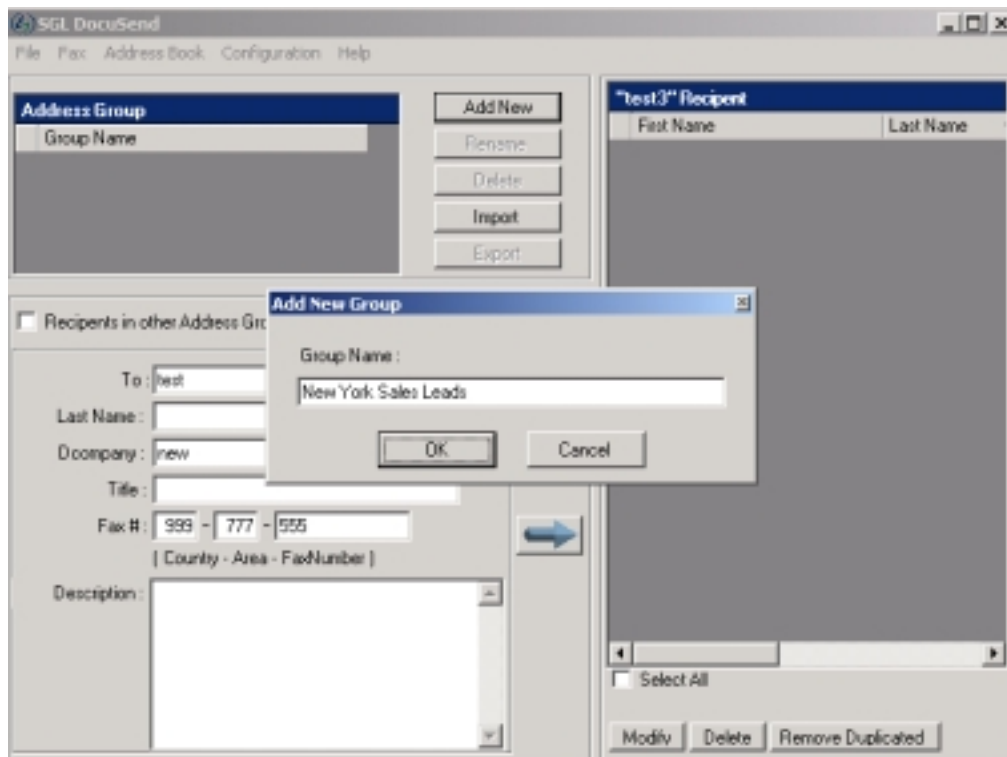 SGL DocuSend
File Fax Address Book Configuration Help
Address Group
Group Name
Add New
Rename
Delete
Import
Export
"test3" Recipent
First Name Last Name
Recipents in other Address Gro
Add New Group
Group Name :
New York Sales Leads
OK Cancel
To : test
Last Name :
Dcompany : new
Title :
Fax # : 999 - 777 - 555
( Country - Area - FaxNumber )
Description :
Select All
Modify Delete Remove Duplicated